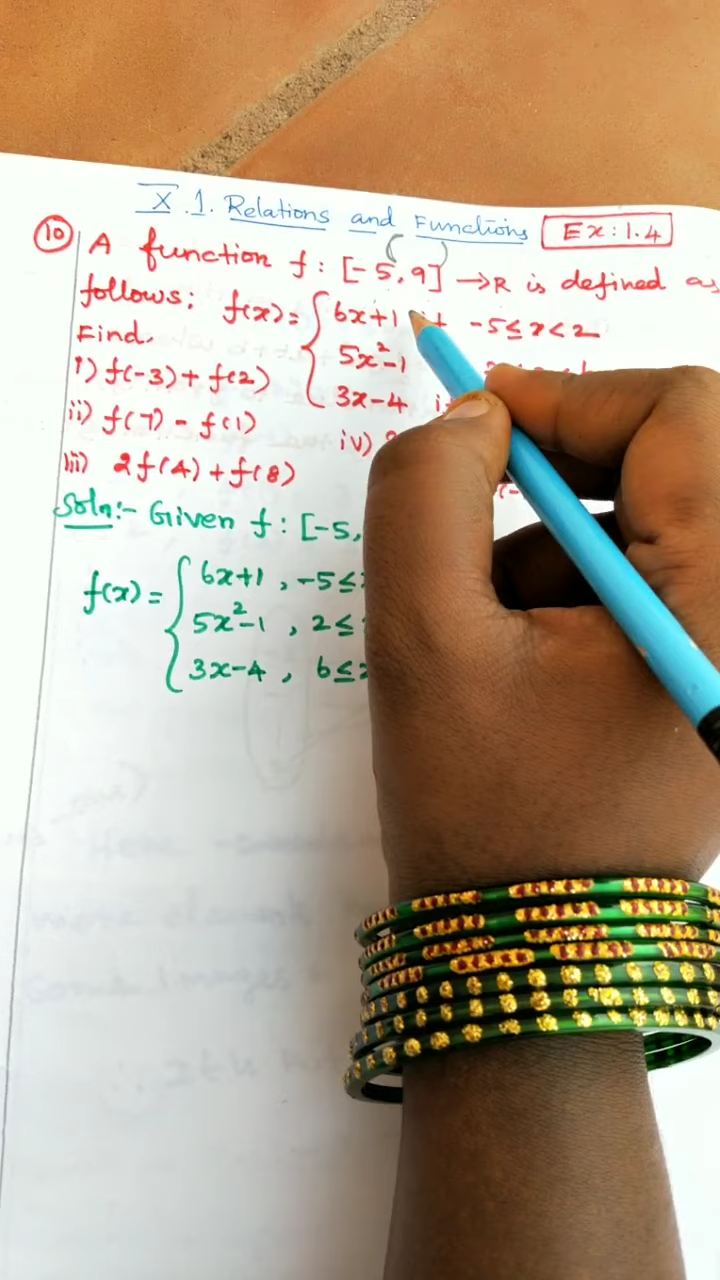 X .1. Relations and Functions Ex:1.4
10 A function f : [-5, 9] → R is defined as
follows: f(x) = { 6x+1 if -5 ≤ x < 2
5x²-1
3x-4
Find.
i) f(-3) + f(2)
ii) f(7) - f(1)
iv)
iii) 2f(4) + f(8)
Soln:- Given f : [-5,
f(x) = { 6x+1 , -5 ≤
5x²-1 , 2 ≤
3x-4 , 6 ≤